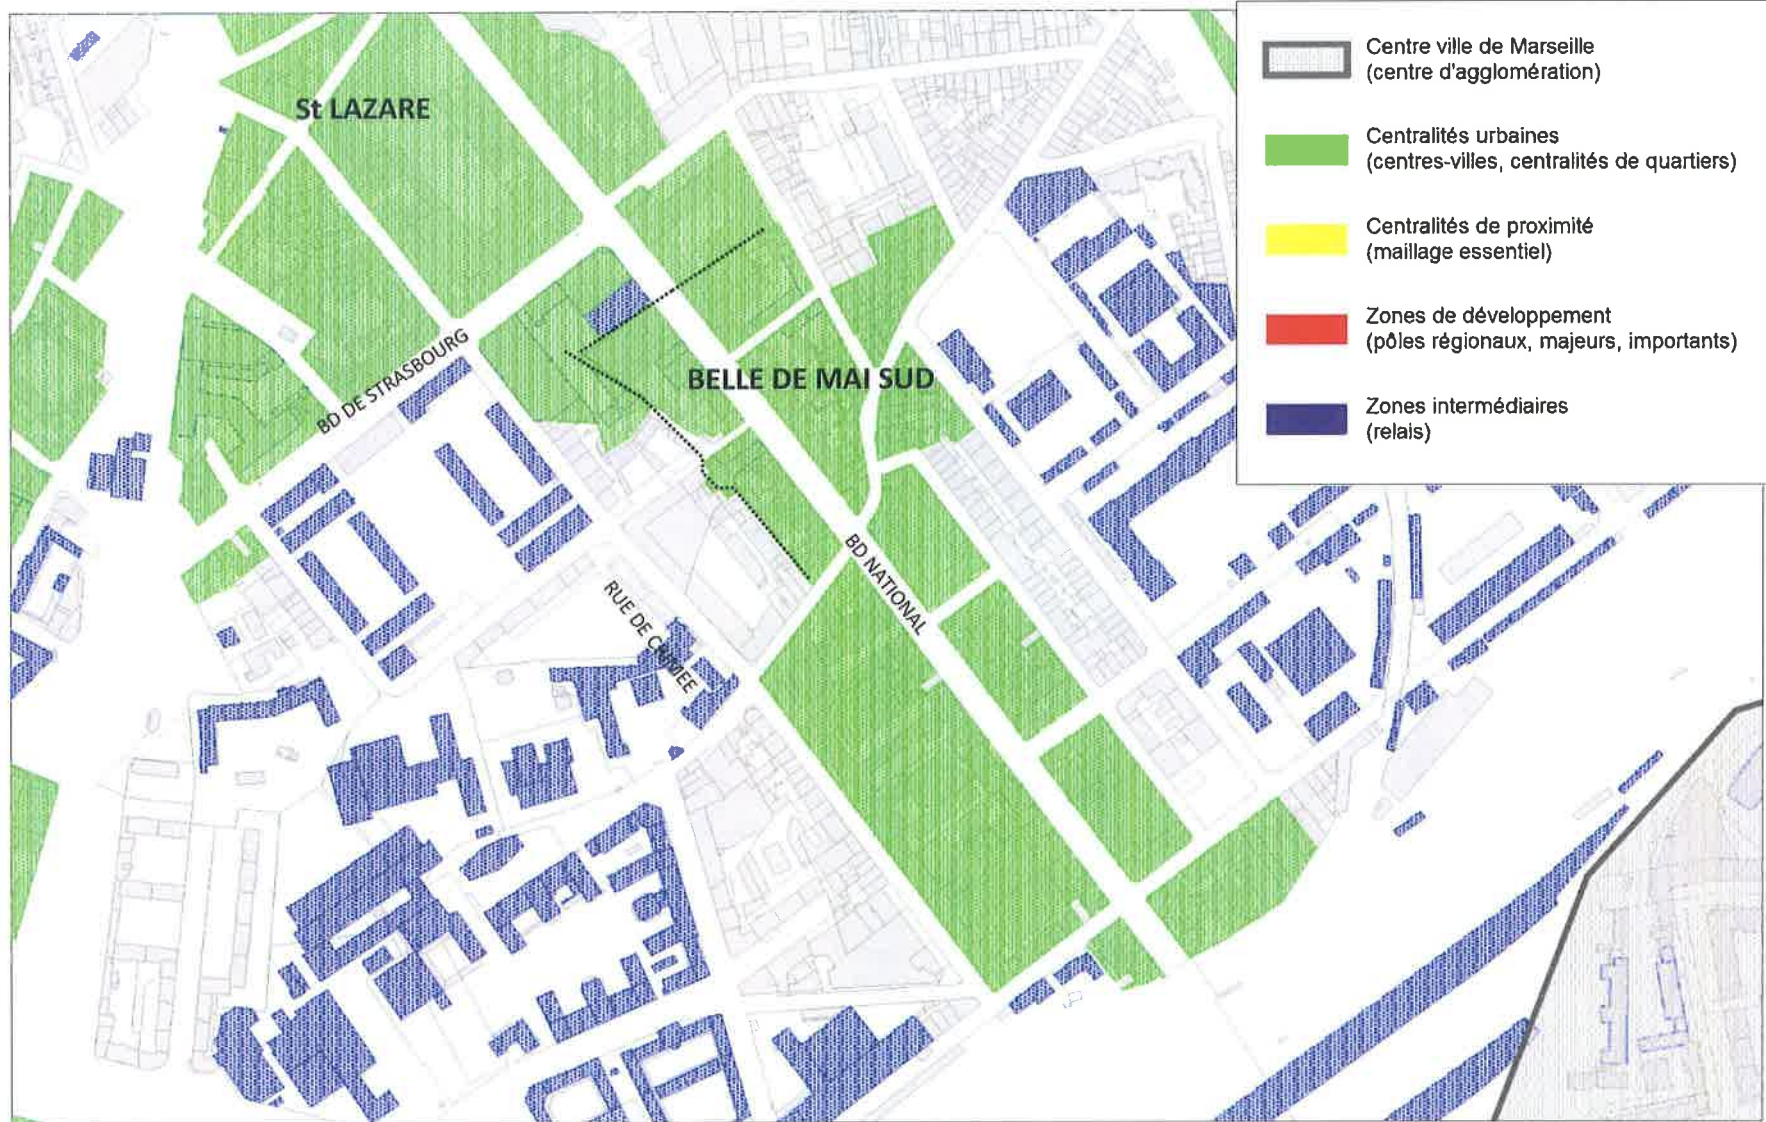 St LAZARE
BD DE STRASBOURG
BELLE DE MAI SUD
BD NATIONAL
RUE DE CRIMEE
Centre ville de Marseille
(centre d'agglomération)
Centralités urbaines
(centres-villes, centralités de quartiers)
Centralités de proximité
(maillage essentiel)
Zones de développement
(pôles régionaux, majeurs, importants)
Zones intermédiaires
(relais)